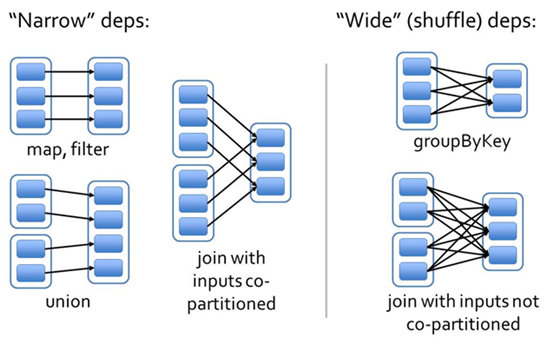 “Narrow” deps:
map, filter
union
join with
inputs co-
partitioned
“Wide” (shuffle) deps:
groupByKey
join with inputs not
co-partitioned